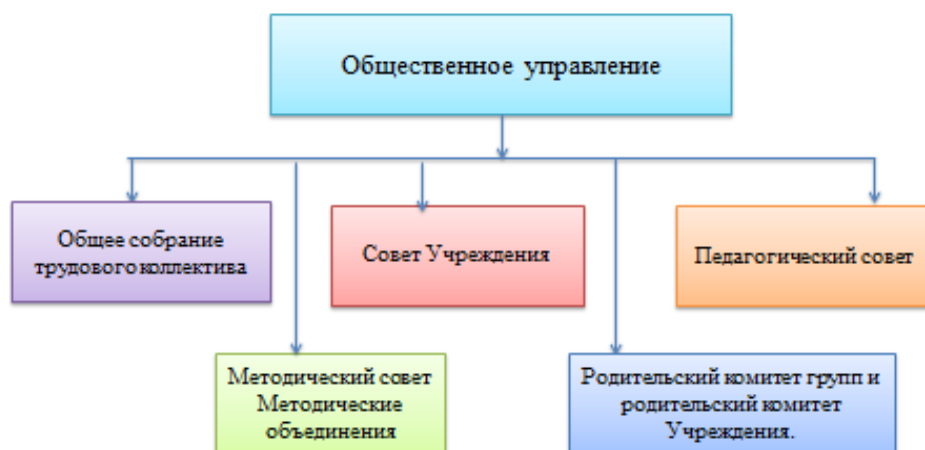 Общественное управление
Общее собрание
трудового коллектива
Совет Учреждения
Педагогический совет
Методический совет
Методические
объединения
Родительский комитет групп и
родительский комитет
Учреждения.